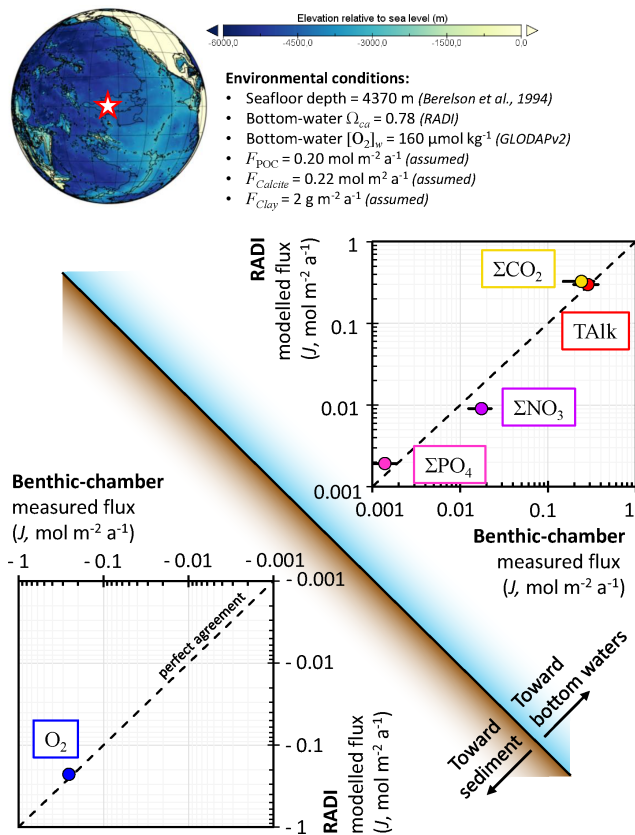 Elevation relative to sea level (m)
-6000,0 -4500,0 -3000,0 -1500,0 0,0
Environmental conditions:
• Seafloor depth = 4370 m (Berelson et al., 1994)
• Bottom-water Ω_ca = 0.78 (RADI)
• Bottom-water [O₂]_w = 160 µmol kg⁻¹ (GLODAPv2)
• F_POC = 0.20 mol m⁻² a⁻¹ (assumed)
• F_Calcite = 0.22 mol m⁻² a⁻¹ (assumed)
• F_Clay = 2 g m⁻² a⁻¹ (assumed)
RADI
modelled flux
(J, mol m⁻² a⁻¹)
1
0.1
0.01
0.001
ΣCO₂
TAlk
ΣNO₃
ΣPO₄
0.001 0.01 0.1 1
Benthic-chamber
measured flux
(J, mol m⁻² a⁻¹)
Benthic-chamber
measured flux
(J, mol m⁻² a⁻¹)
- 1 - 0.1 - 0.01 - 0.001
- 0.001
- 0.01
- 0.1
- 1
perfect agreement
O₂
RADI
modelled flux
(J, mol m⁻² a⁻¹)
Toward
bottom waters
Toward
sediment